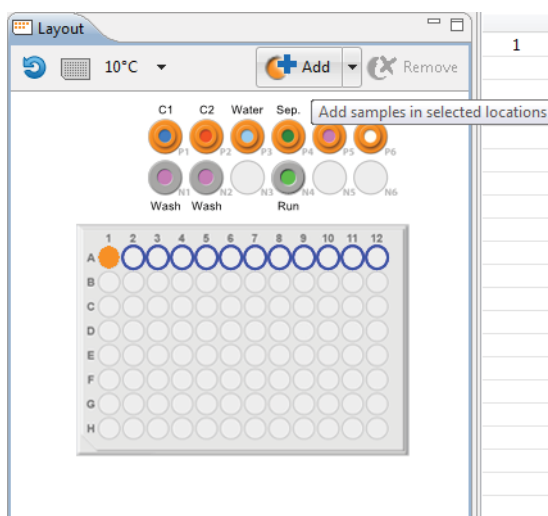 Layout
1
10°C Add Remove
C1 C2 Water Sep. Add samples in selected locations
P1 P2 P3 P4 P5 P6
N1 N2 N3 N4 N5 N6
Wash Wash Run
1 2 3 4 5 6 7 8 9 10 11 12
A
B
C
D
E
F
G
H